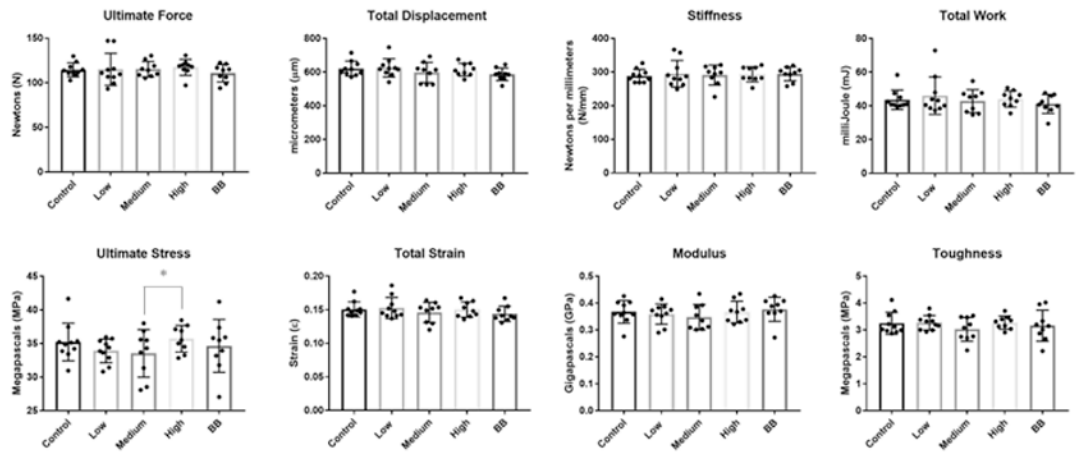 Ultimate Force
Newtons (N)
150
100
50
0
Control
Low
Medium
High
BB
Total Displacement
micrometers (µm)
800
600
400
200
0
Control
Low
Medium
High
BB
Stiffness
Newtons per millimeters
(N/mm)
400
300
200
100
0
Control
Low
Medium
High
BB
Total Work
milliJoule (mJ)
80
60
40
20
0
Control
Low
Medium
High
BB
Ultimate Stress
Megapascals (MPa)
45
40
35
30
25
*
Control
Low
Medium
High
BB
Total Strain
Strain (ε)
0.20
0.15
0.10
0.05
0.00
Control
Low
Medium
High
BB
Modulus
Gigapascals (GPa)
0.5
0.4
0.3
0.2
0.1
0.0
Control
Low
Medium
High
BB
Toughness
Megapascals (MPa)
5
4
3
2
1
0
Control
Low
Medium
High
BB